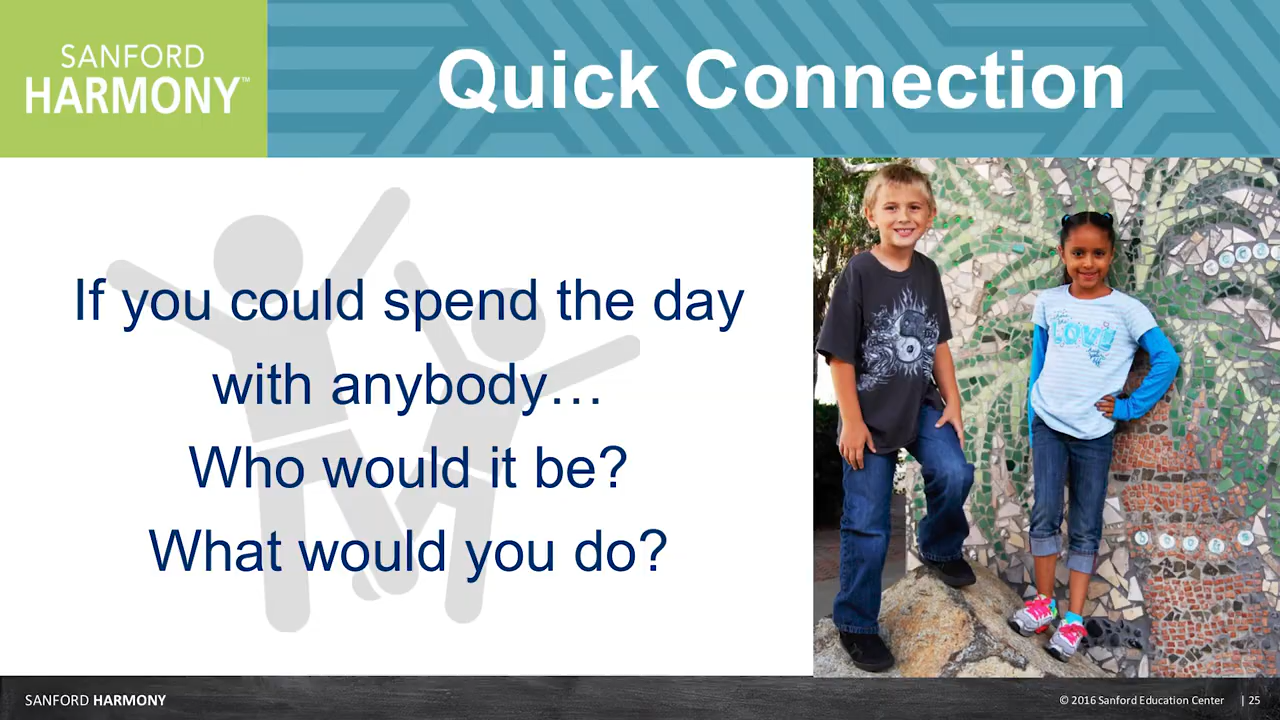 SANFORD
HARMONY™
Quick Connection
If you could spend the day
with anybody…
Who would it be?
What would you do?
LOVE
SANFORD HARMONY
© 2016 Sanford Education Center | 25